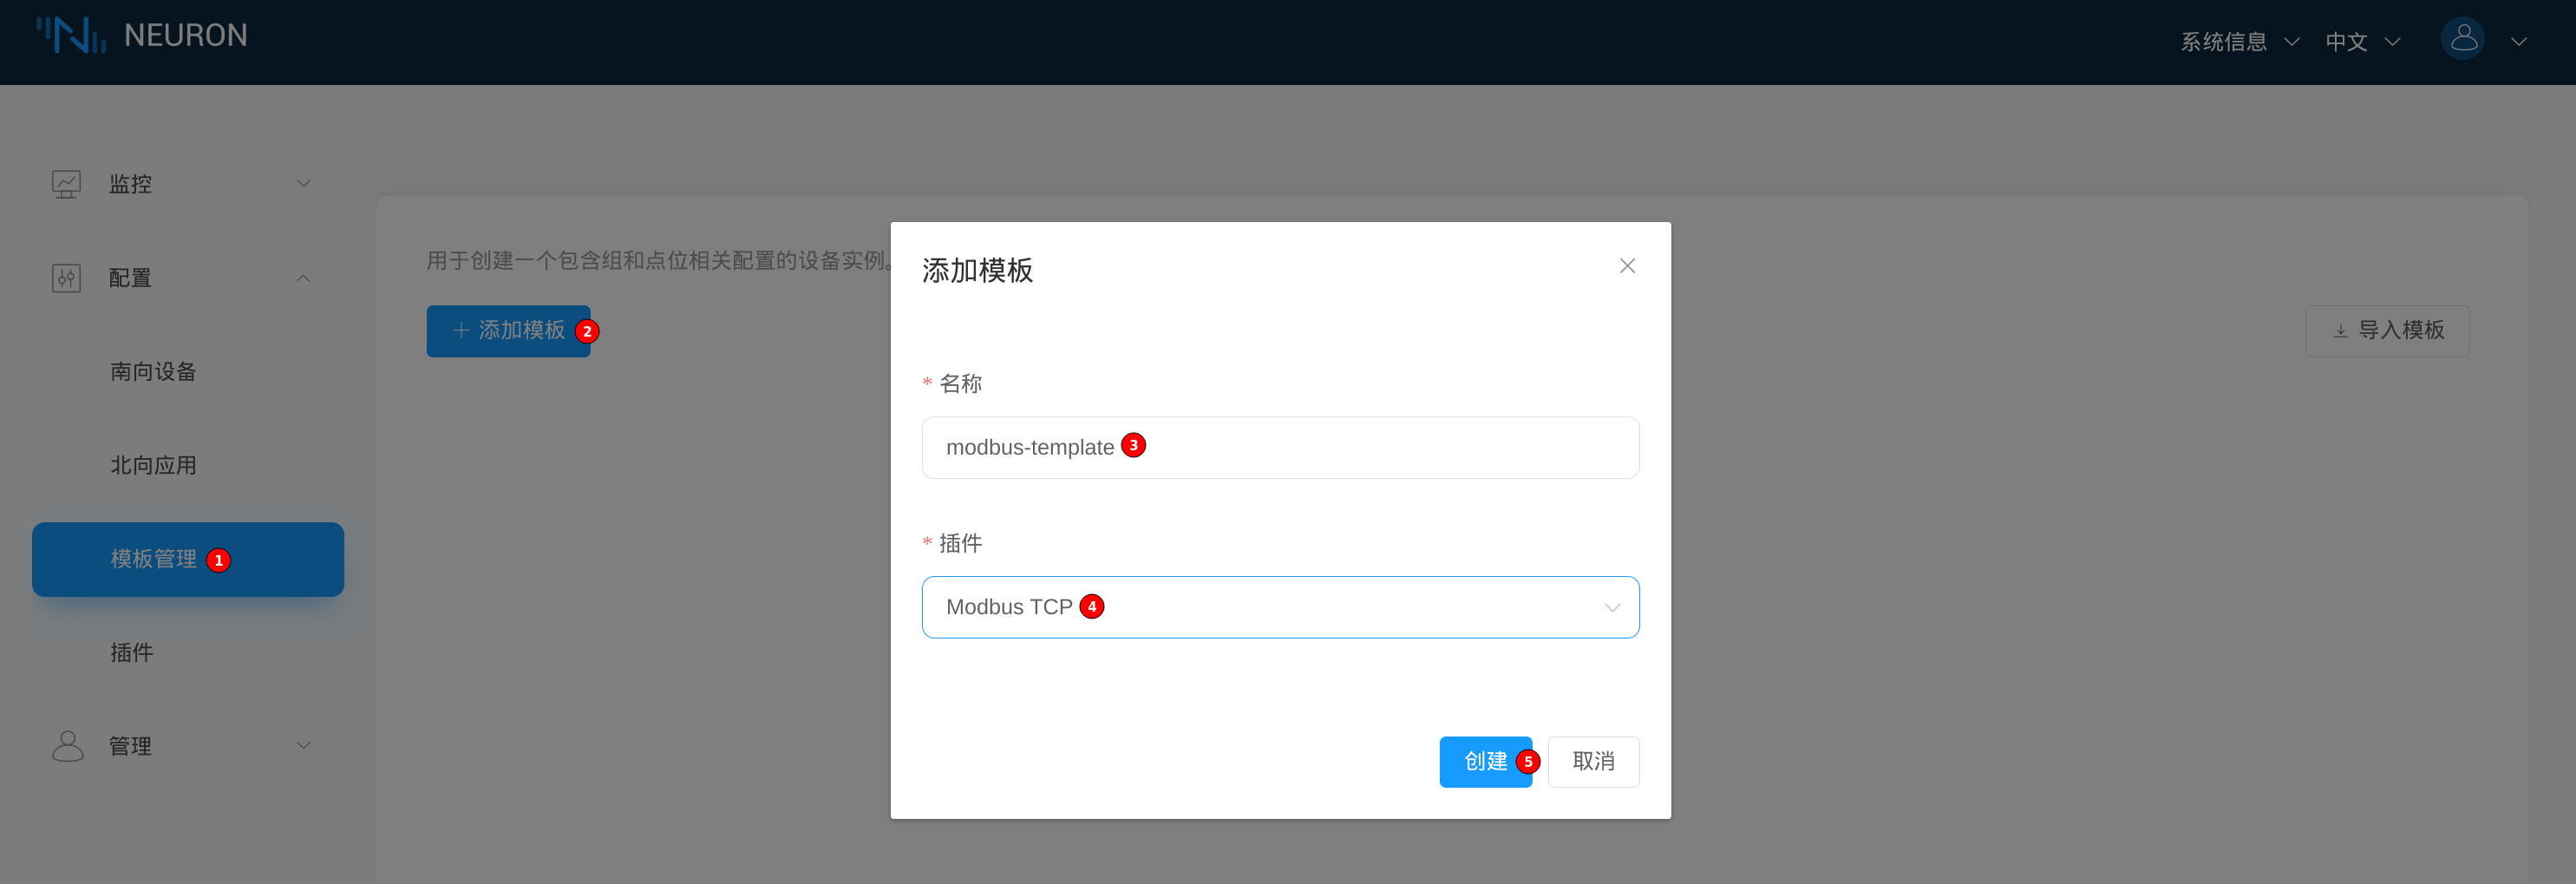 NEURON
系统信息
中文
监控
配置
南向设备
北向应用
模板管理 1
插件
管理
用于创建一个包含组和点位相关配置的设备实例。
添加模板 2
导入模板
添加模板
* 名称
modbus-template 3
* 插件
Modbus TCP 4
创建 5
取消